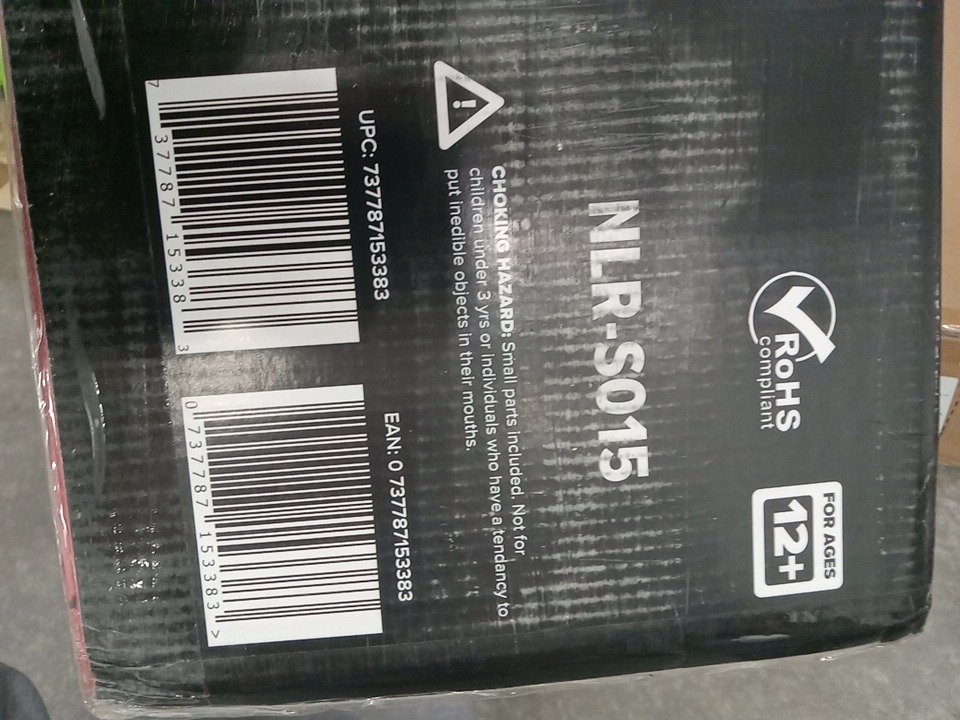 RoHS
compliant
FOR AGES
12+
NLR-S015
CHOKING HAZARD: Small parts included. Not for
children under 3 yrs or individuals who have a tendancy to
put inedible objects in their mouths.
UPC: 737787153383
7 37787 15338 3
EAN: 0 737787153383
0 737787 153383 >